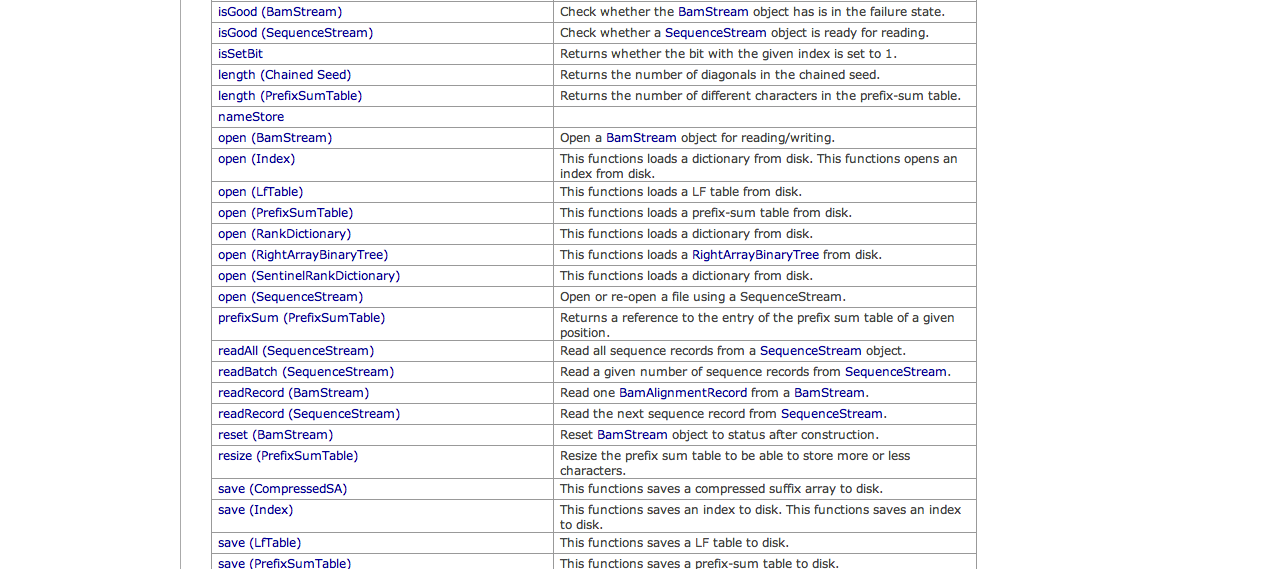 isGood (BamStream) Check whether the BamStream object has is in the failure state.
isGood (SequenceStream) Check whether a SequenceStream object is ready for reading.
isSetBit Returns whether the bit with the given index is set to 1.
length (Chained Seed) Returns the number of diagonals in the chained seed.
length (PrefixSumTable) Returns the number of different characters in the prefix-sum table.
nameStore
open (BamStream) Open a BamStream object for reading/writing.
open (Index) This functions loads a dictionary from disk. This functions opens an
index from disk.
open (LfTable) This functions loads a LF table from disk.
open (PrefixSumTable) This functions loads a prefix-sum table from disk.
open (RankDictionary) This functions loads a dictionary from disk.
open (RightArrayBinaryTree) This functions loads a RightArrayBinaryTree from disk.
open (SentinelRankDictionary) This functions loads a dictionary from disk.
open (SequenceStream) Open or re-open a file using a SequenceStream.
prefixSum (PrefixSumTable) Returns a reference to the entry of the prefix sum table of a given
position.
readAll (SequenceStream) Read all sequence records from a SequenceStream object.
readBatch (SequenceStream) Read a given number of sequence records from SequenceStream.
readRecord (BamStream) Read one BamAlignmentRecord from a BamStream.
readRecord (SequenceStream) Read the next sequence record from SequenceStream.
reset (BamStream) Reset BamStream object to status after construction.
resize (PrefixSumTable) Resize the prefix sum table to be able to store more or less
characters.
save (CompressedSA) This functions saves a compressed suffix array to disk.
save (Index) This functions saves an index to disk. This functions saves an index
to disk.
save (LfTable) This functions saves a LF table to disk.
save (PrefixSumTable) This functions saves a prefix-sum table to disk.